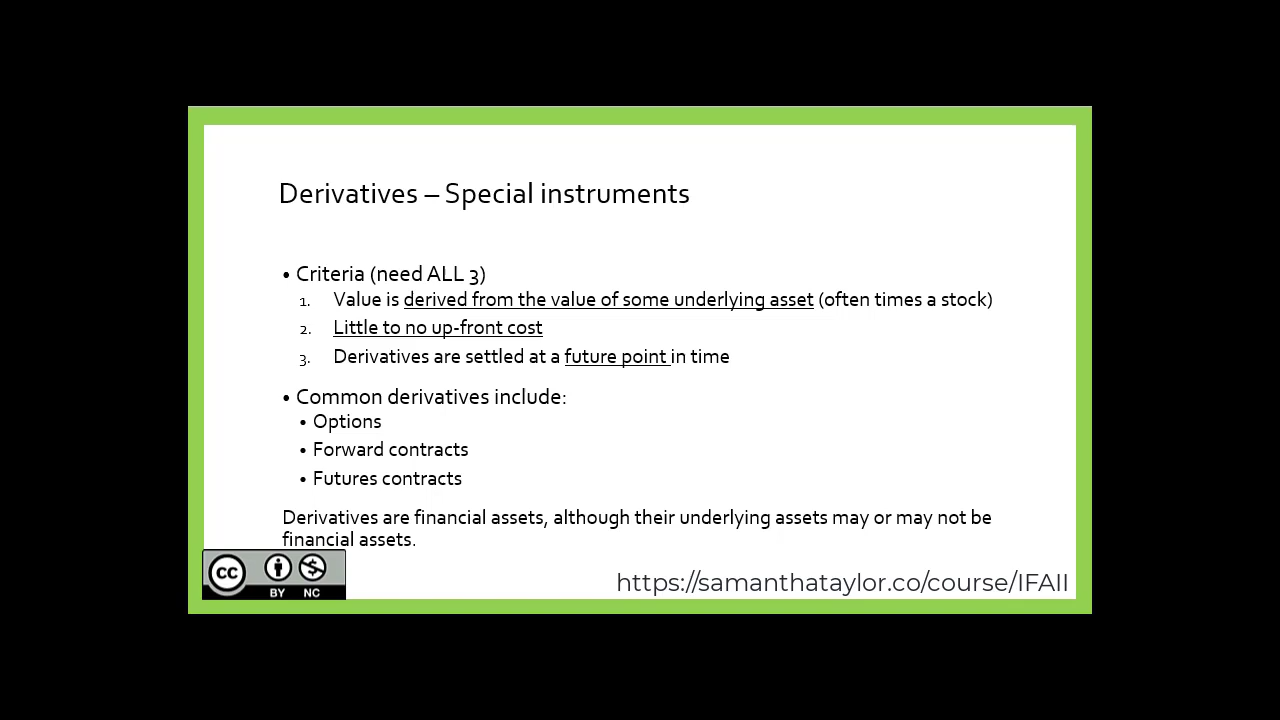 Derivatives – Special instruments
• Criteria (need ALL 3)
1. Value is derived from the value of some underlying asset (often times a stock)
2. Little to no up-front cost
3. Derivatives are settled at a future point in time
• Common derivatives include:
• Options
• Forward contracts
• Futures contracts
Derivatives are financial assets, although their underlying assets may or may not be
financial assets.
cc
BY NC
https://samanthataylor.co/course/IFAII